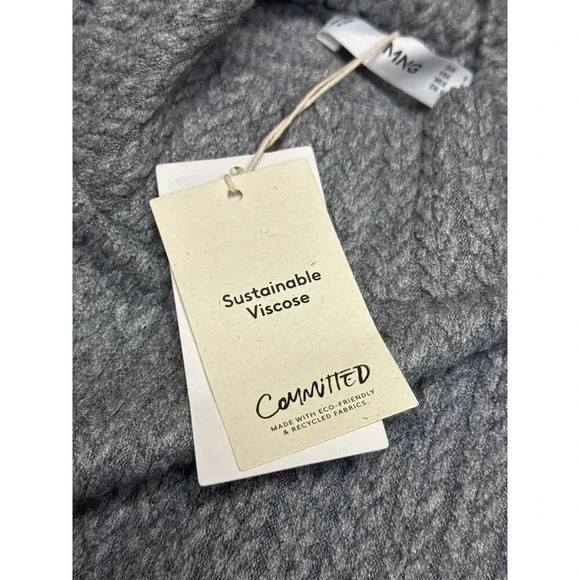 MNG
Sustainable
Viscose
COMMITTED
MADE WITH ECO-FRIENDLY
& RECYCLED FABRICS.